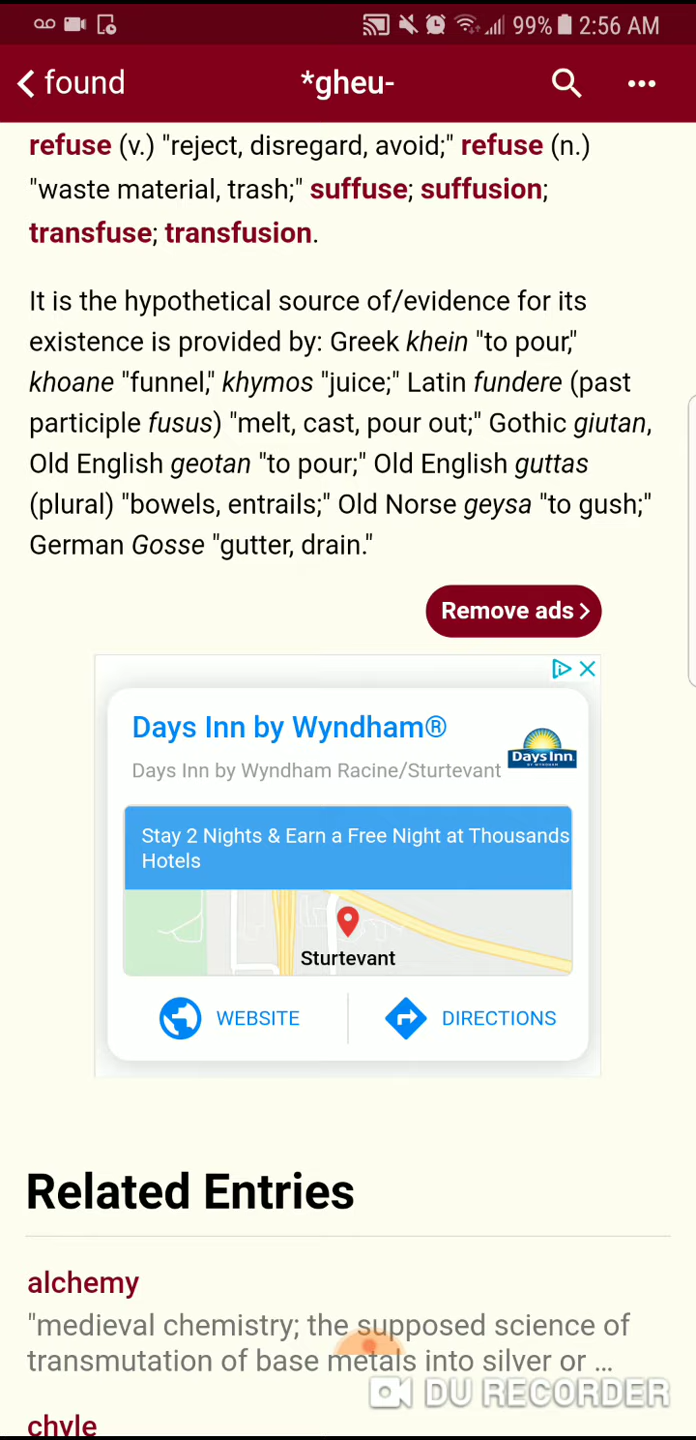 99% 2:56 AM
found *gheu-
refuse (v.) "reject, disregard, avoid;" refuse (n.)
"waste material, trash;" suffuse; suffusion;
transfuse; transfusion.
It is the hypothetical source of/evidence for its
existence is provided by: Greek khein "to pour,"
khoane "funnel," khymos "juice;" Latin fundere (past
participle fusus) "melt, cast, pour out;" Gothic giutan,
Old English geotan "to pour;" Old English guttas
(plural) "bowels, entrails;" Old Norse geysa "to gush;"
German Gosse "gutter, drain."
Remove ads
Days Inn by Wyndham®
Days Inn by Wyndham Racine/Sturtevant
Days Inn
BY WYNDHAM
Stay 2 Nights & Earn a Free Night at Thousands
Hotels
Sturtevant
WEBSITE DIRECTIONS
Related Entries
alchemy
"medieval chemistry; the supposed science of
transmutation of base metals into silver or ...
DU RECORDER
chyle